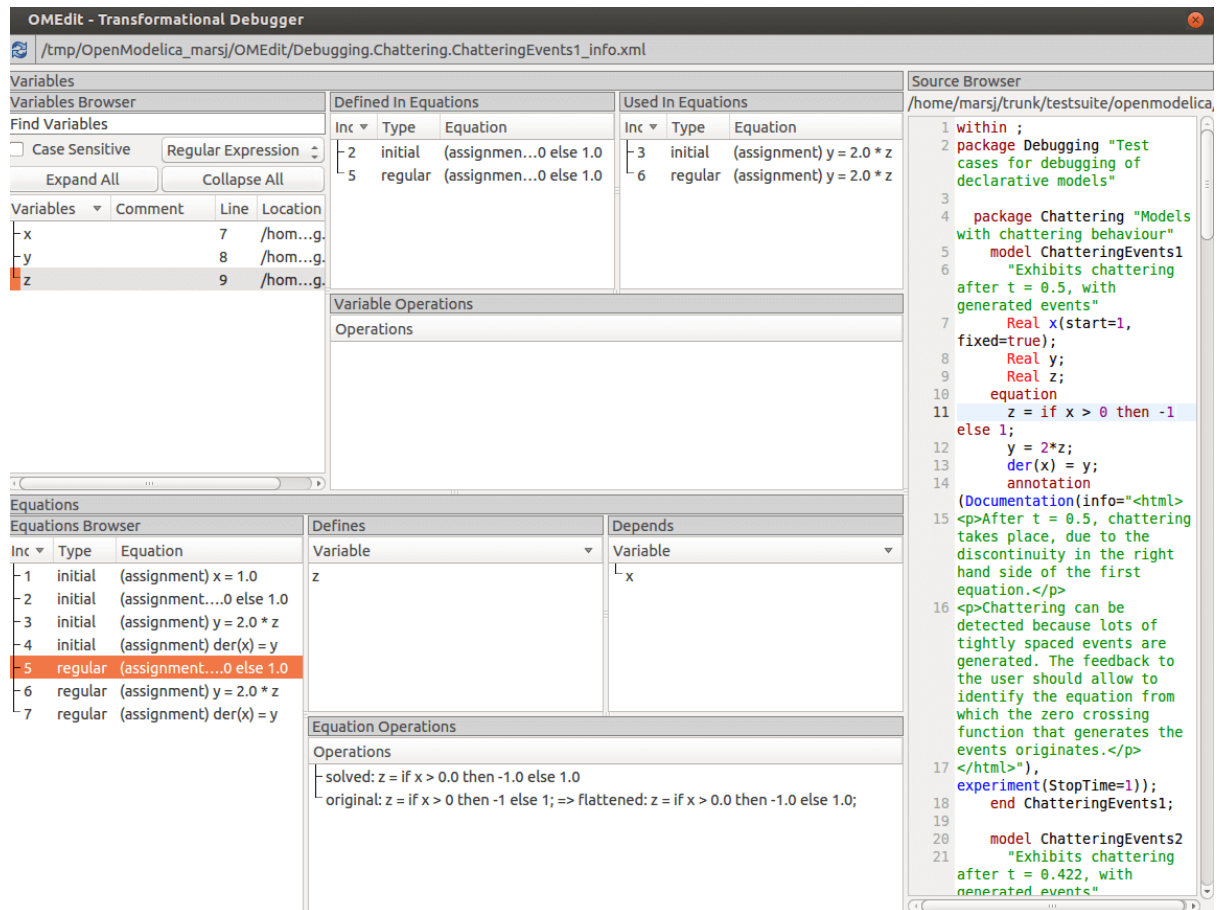 OMEdit - Transformational Debugger
/tmp/OpenModelica_marsj/OMEdit/Debugging.Chattering.ChatteringEvents1_info.xml
Variables
Variables Browser
Find Variables
Case Sensitive Regular Expression
Expand All Collapse All
Variables Comment Line Location
x 7 /hom...g.
y 8 /hom...g.
z 9 /hom...g.
Defined In Equations
Inc Type Equation
2 initial (assignmen...0 else 1.0
5 regular (assignmen...0 else 1.0
Used In Equations
Inc Type Equation
3 initial (assignment) y = 2.0 * z
6 regular (assignment) y = 2.0 * z
Variable Operations
Operations
Equations
Equations Browser
Inc Type Equation
1 initial (assignment) x = 1.0
2 initial (assignment....0 else 1.0
3 initial (assignment) y = 2.0 * z
4 initial (assignment) der(x) = y
5 regular (assignment....0 else 1.0
6 regular (assignment) y = 2.0 * z
7 regular (assignment) der(x) = y
Defines
Variable
z
Depends
Variable
x
Equation Operations
Operations
solved: z = if x > 0.0 then -1.0 else 1.0
original: z = if x > 0 then -1 else 1; => flattened: z = if x > 0.0 then -1.0 else 1.0;
Source Browser
/home/marsj/trunk/testsuite/openmodelica,
1 within ;
2 package Debugging "Test
cases for debugging of
declarative models"
3
4 package Chattering "Models
with chattering behaviour"
5 model ChatteringEvents1
6 "Exhibits chattering
after t = 0.5, with
generated events"
7 Real x(start=1,
fixed=true);
8 Real y;
9 Real z;
10 equation
11 z = if x > 0 then -1
else 1;
12 y = 2*z;
13 der(x) = y;
14 annotation
(Documentation(info="<html>
15 <p>After t = 0.5, chattering
takes place, due to the
discontinuity in the right
hand side of the first
equation.</p>
16 <p>Chattering can be
detected because lots of
tightly spaced events are
generated. The feedback to
the user should allow to
identify the equation from
which the zero crossing
function that generates the
events originates.</p>
17 </html>"),
experiment(StopTime=1));
18 end ChatteringEvents1;
19
20 model ChatteringEvents2
21 "Exhibits chattering
after t = 0.422, with
generated events"